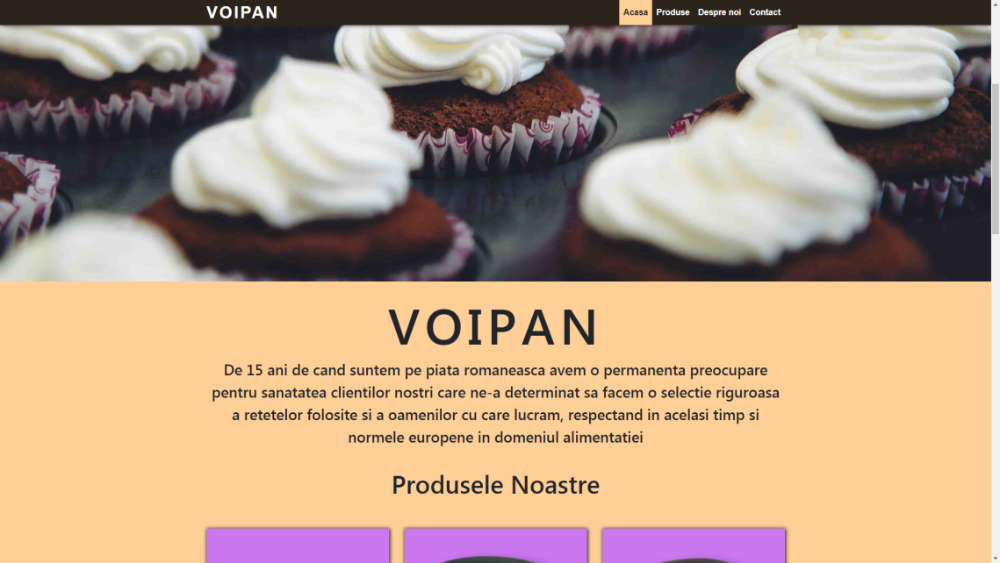 VOIPAN
Acasa Produse Despre noi Contact
VOIPAN
De 15 ani de cand suntem pe piata romaneasca avem o permanenta preocupare
pentru sanatatea clientilor nostri care ne-a determinat sa facem o selectie riguroasa
a retetelor folosite si a oamenilor cu care lucram, respectand in acelasi timp si
normele europene in domeniul alimentatiei
Produsele Noastre